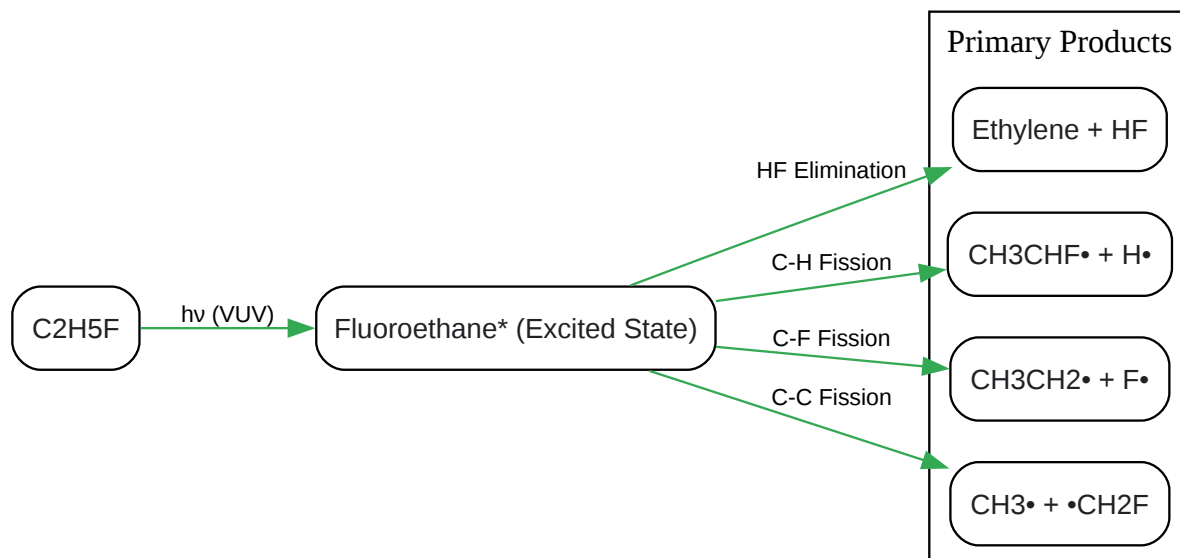 Primary Products
Ethylene + HF
HF Elimination
CH3CHF• + H•
C-H Fission
C2H5F
hν (VUV)
Fluoroethane* (Excited State)
C-F Fission
CH3CH2• + F•
C-C Fission
CH3• + •CH2F